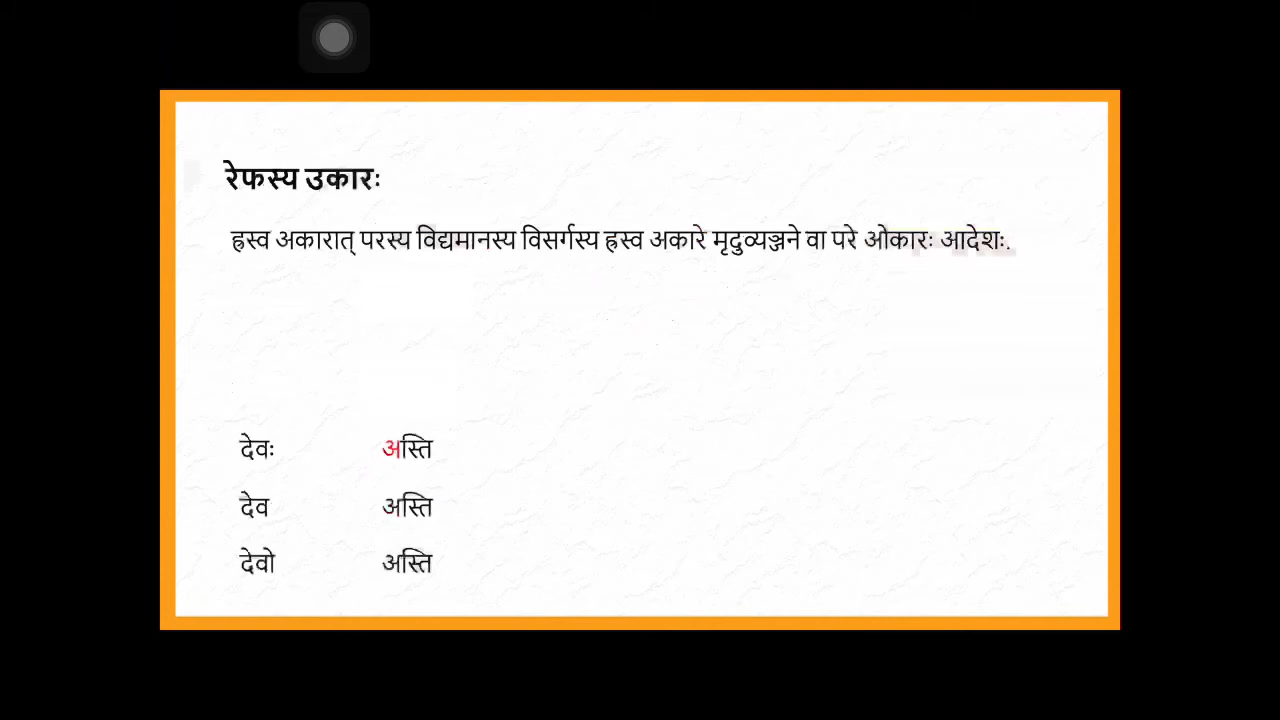 रेफस्य उकारः
ह्रस्व अकारात् परस्य विद्यमानस्य विसर्गस्य ह्रस्व अकारे मृदुव्यञ्जने वा परे ओकारः आदेशः.
देवः अस्ति
देव अस्ति
देवो अस्ति